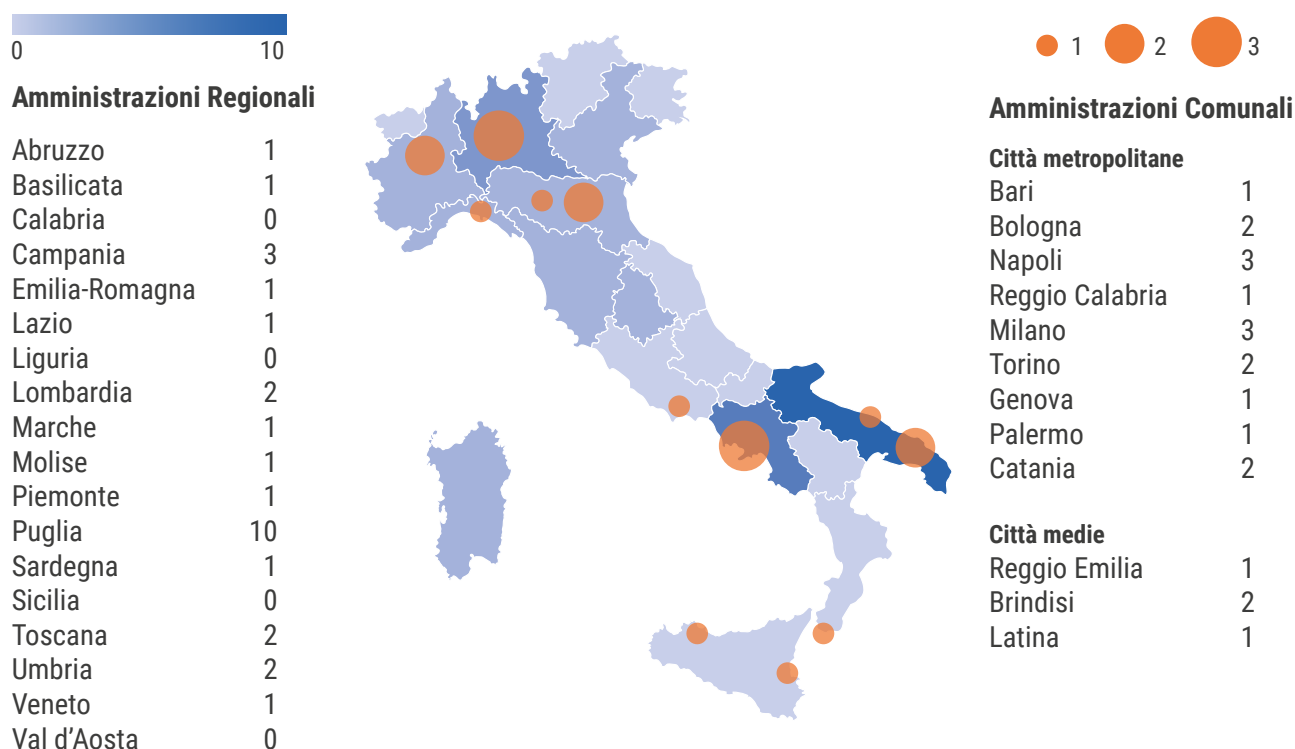 0 10
Amministrazioni Regionali
Abruzzo 1
Basilicata 1
Calabria 0
Campania 3
Emilia-Romagna 1
Lazio 1
Liguria 0
Lombardia 2
Marche 1
Molise 1
Piemonte 1
Puglia 10
Sardegna 1
Sicilia 0
Toscana 2
Umbria 2
Veneto 1
Val d’Aosta 0
1 2 3
Amministrazioni Comunali
Città metropolitane
Bari 1
Bologna 2
Napoli 3
Reggio Calabria 1
Milano 3
Torino 2
Genova 1
Palermo 1
Catania 2
Città medie
Reggio Emilia 1
Brindisi 2
Latina 1